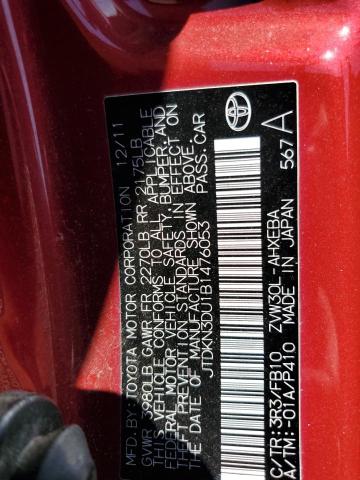 MFD. BY: TOYOTA MOTOR CORPORATION 12/11
GVWR 3980LB GAWR FR 2270LB RR 2175LB
THIS VEHICLE CONFORMS TO ALL APPLICABLE
FEDERAL MOTOR VEHICLE SAFETY, BUMPER, AND
THEFT PREVENTION STANDARDS IN EFFECT ON
THE DATE OF MANUFACTURE SHOWN ABOVE.
JTDKN3DU1B1476053 PASS.CAR
C/TR:3R3/FB10 ZVW30L-AHXEBA
A/TM:-01A/P410 MADE IN JAPAN 567A